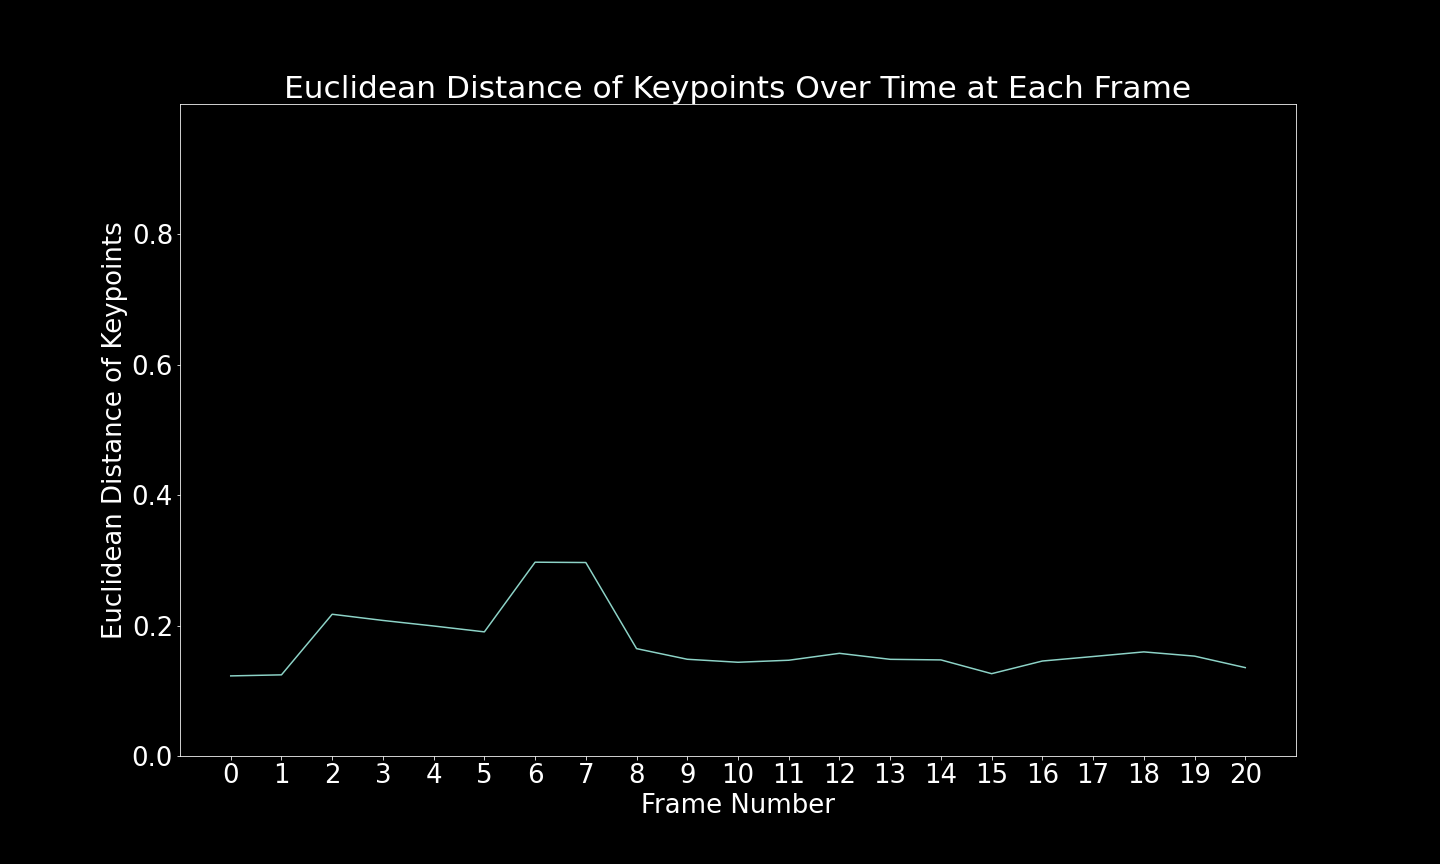 Euclidean Distance of Keypoints Over Time at Each Frame
Euclidean Distance of Keypoints
0.8
0.6
0.4
0.2
0.0
0 1 2 3 4 5 6 7 8 9 10 11 12 13 14 15 16 17 18 19 20
Frame Number